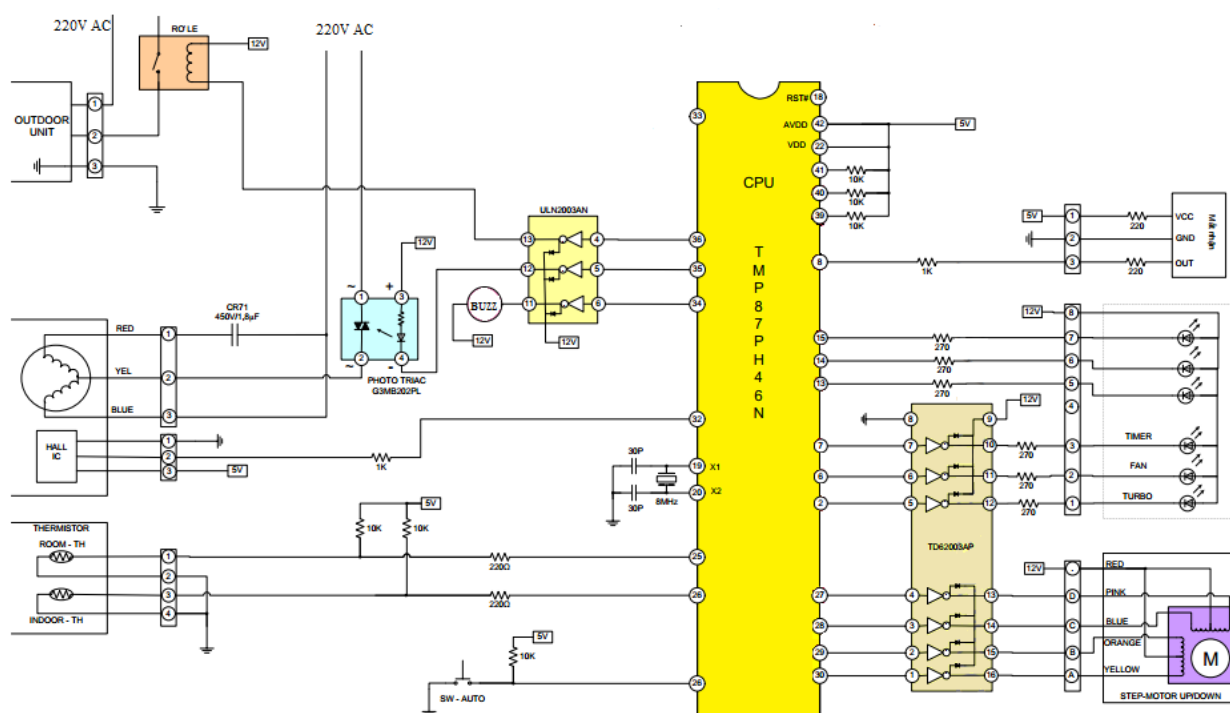 220V AC
RƠ'LE
12V
220V AC
OUTDOOR
UNIT
1
2
3
33
CPU
TMP87PH46N
RST#
18
AVDD
42
5V
VDD
22
41
10K
40
10K
39
10K
ULN2003AN
13
4
36
12
5
35
11
6
34
BUZZ
12V
12V
12V
1
3
~
+
2
4
~
-
PHOTO TRIAC
G3MB202PL
CR71
450V/1,8µF
RED
1
YEL
2
BLUE
3
HALL
IC
1
2
3
5V
1K
32
30P
19
X1
20
X2
30P
8MHz
8
1K
5V
1
220
VCC
2
GND
3
220
OUT
Mắt nhận
12V
8
15
270
7
14
270
6
13
270
5
4
12V
8
9
7
7
10
270
3
TIMER
6
6
11
270
2
FAN
2
5
12
270
1
TURBO
TD62003AP
THERMISTOR
ROOM - TH
1
2
3
4
INDOOR - TH
5V
10K
10K
220Ω
25
220Ω
26
5V
10K
SW - AUTO
26
27
4
13
28
3
14
29
2
15
30
1
16
12V
.
RED
D
PINK
C
BLUE
B
ORANGE
A
YELLOW
M
STEP-MOTOR UP/DOWN